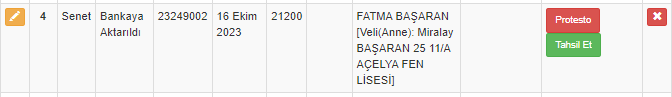 4 Senet Bankaya Aktarıldı 23249002 16 Ekim 2023 21200 FATMA BAŞARAN
[Veli(Anne): Miralay
BAŞARAN 25 11/A
AÇELYA FEN
LİSESİ]
Protesto
Tahsil Et